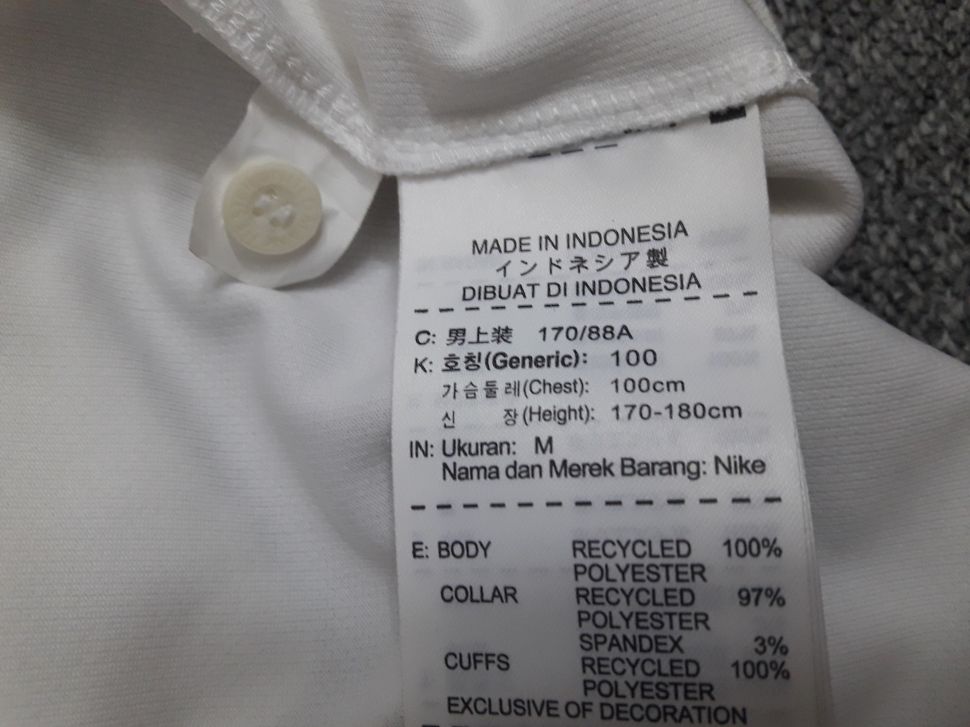 MADE IN INDONESIA
インドネシア製
DIBUAT DI INDONESIA
C: 男上装 170/88A
K: 호칭(Generic): 100
가슴둘레(Chest): 100cm
신 장(Height): 170-180cm
IN: Ukuran: M
Nama dan Merek Barang: Nike
E: BODY RECYCLED 100%
POLYESTER
COLLAR RECYCLED 97%
POLYESTER
SPANDEX 3%
CUFFS RECYCLED 100%
POLYESTER
EXCLUSIVE OF DECORATION